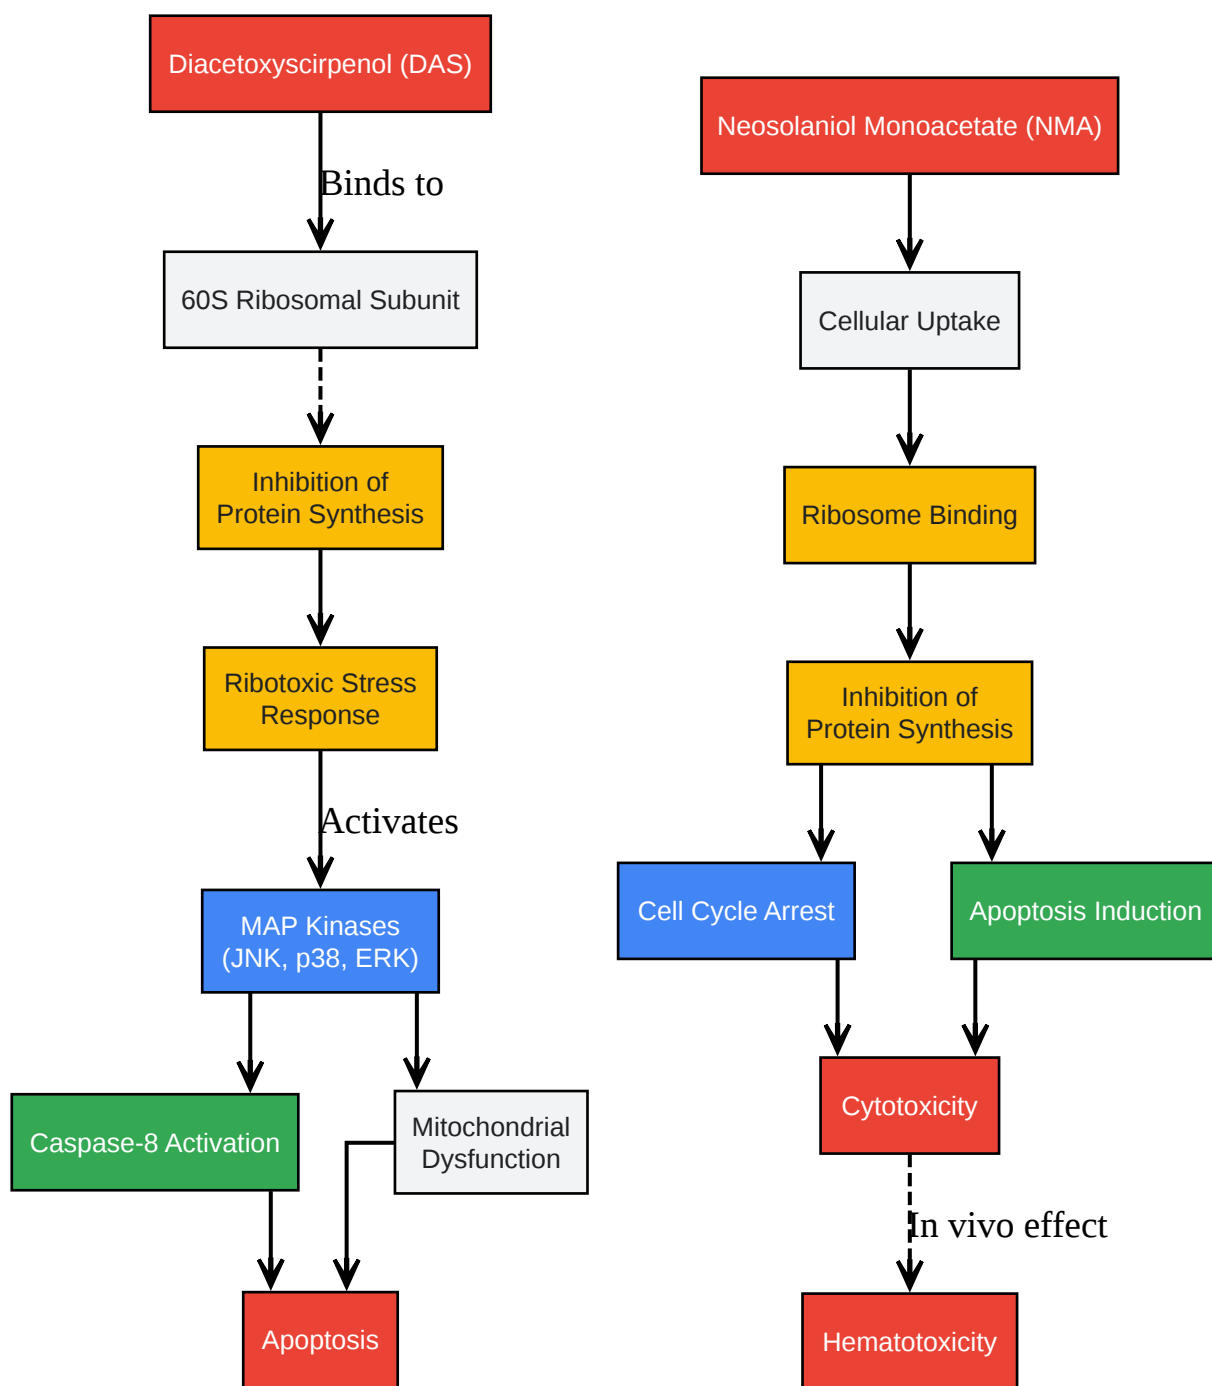 Diacetoxyscirpenol (DAS)
Binds to
60S Ribosomal Subunit
Inhibition of
Protein Synthesis
Ribotoxic Stress
Response
Activates
MAP Kinases
(JNK, p38, ERK)
Caspase-8 Activation
Mitochondrial
Dysfunction
Apoptosis
Neosolaniol Monoacetate (NMA)
Cellular Uptake
Ribosome Binding
Inhibition of
Protein Synthesis
Cell Cycle Arrest
Apoptosis Induction
Cytotoxicity
In vivo effect
Hematotoxicity